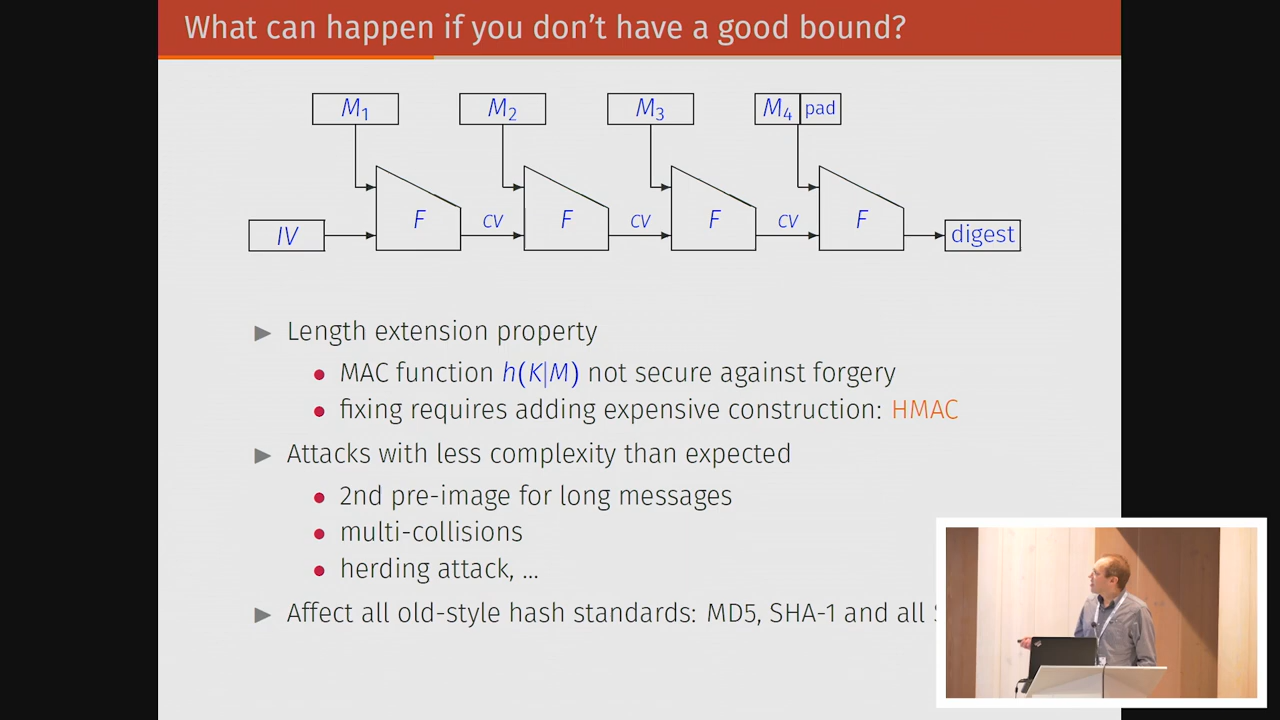 What can happen if you don't have a good bound?
M1 M2 M3 M4 pad
F F F F
IV cv cv cv digest
► Length extension property
• MAC function h(K|M) not secure against forgery
• fixing requires adding expensive construction: HMAC
► Attacks with less complexity than expected
• 2nd pre-image for long messages
• multi-collisions
• herding attack, ...
► Affect all old-style hash standards: MD5, SHA-1 and all